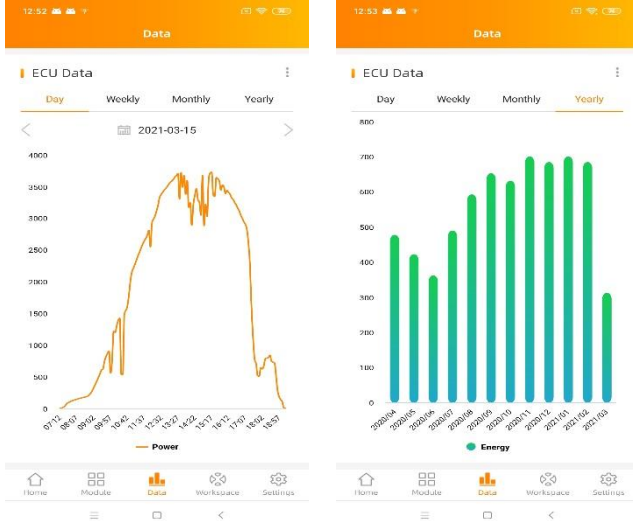 12:52
Data
ECU Data
Day Weekly Monthly Yearly
2021-03-15
4000
3500
3000
2500
2000
1500
1000
500
0
07:12 08:07 09:02 09:57 10:42 11:37 12:32 13:27 14:22 15:17 16:12 17:07 18:02 18:57
Power
Home Module Data Workspace Settings
12:53
Data
ECU Data
Day Weekly Monthly Yearly
800
700
600
500
400
300
200
100
0
2020/04 2020/05 2020/06 2020/07 2020/08 2020/09 2020/10 2020/11 2020/12 2021/01 2021/02 2021/03
Energy
Home Module Data Workspace Settings